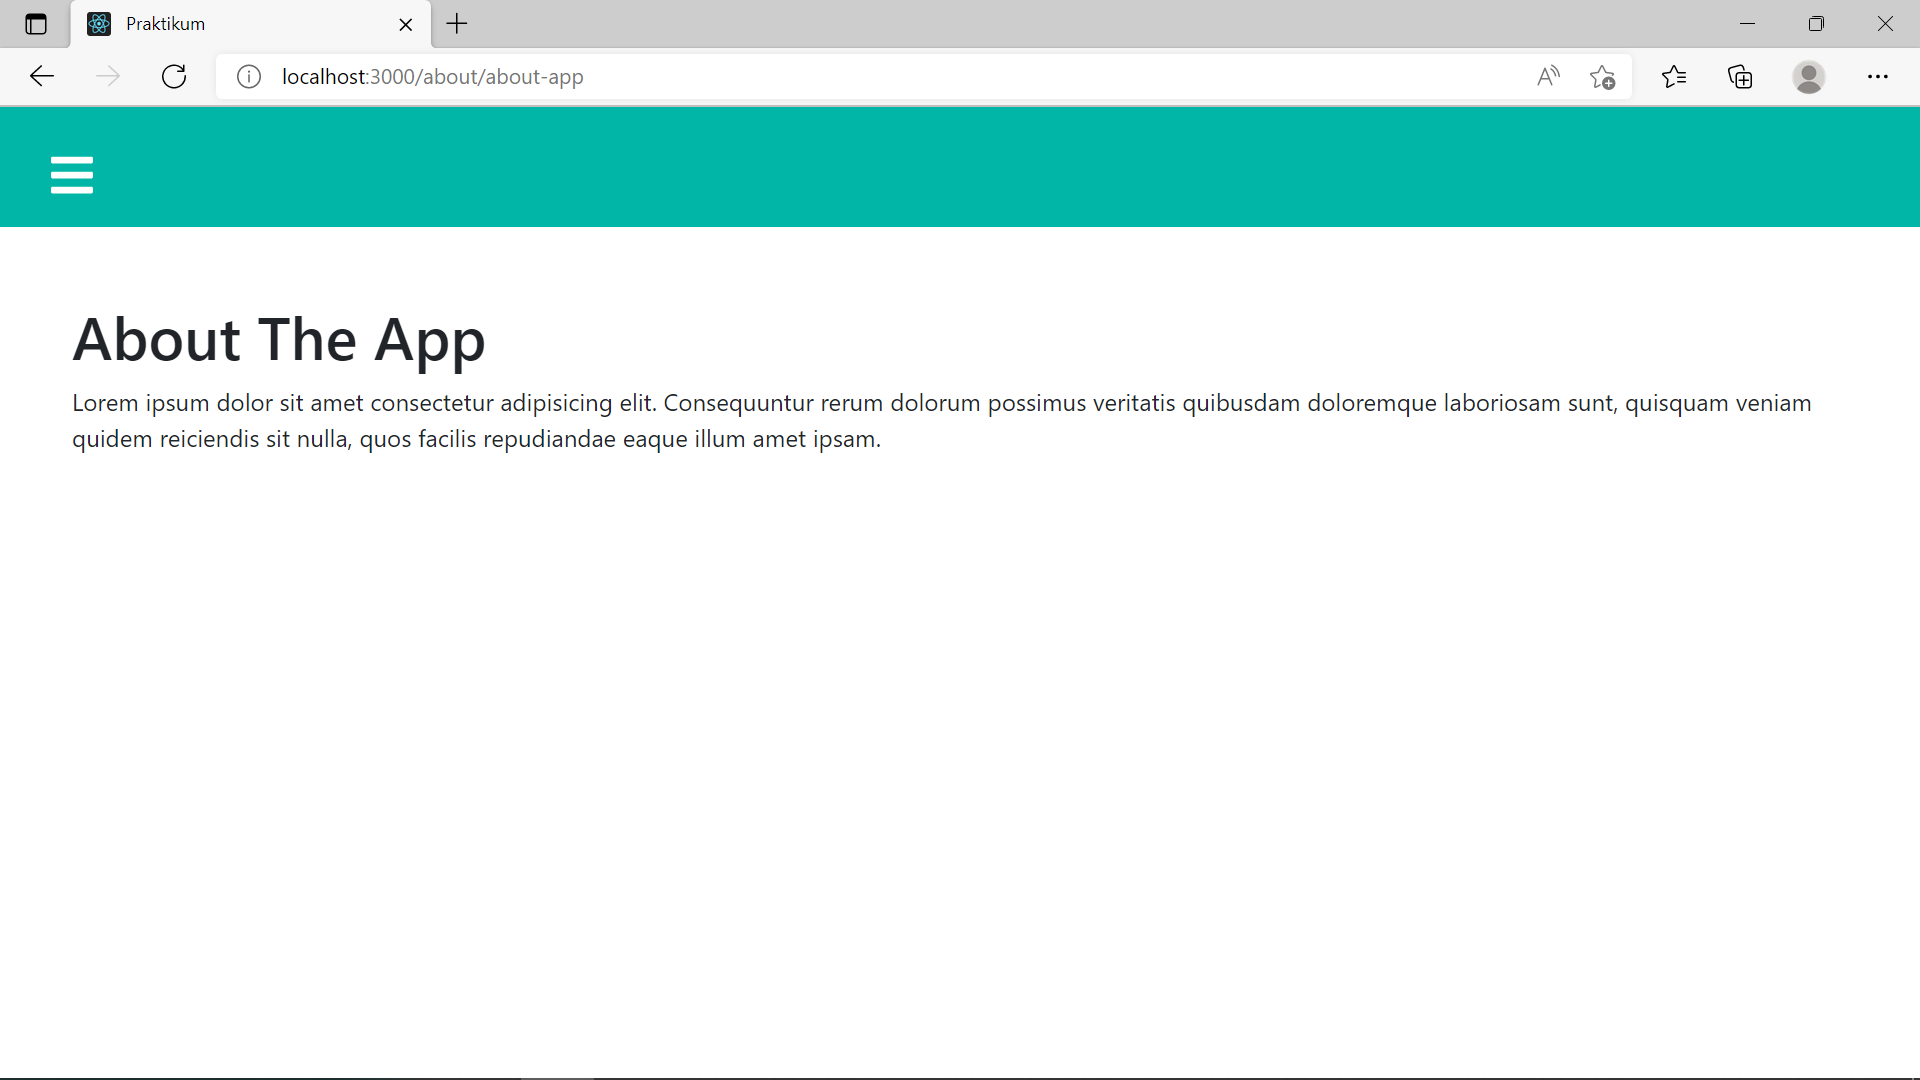 Praktikum
localhost:3000/about/about-app
About The App
Lorem ipsum dolor sit amet consectetur adipisicing elit. Consequuntur rerum dolorum possimus veritatis quibusdam doloremque laboriosam sunt, quisquam veniam
quidem reiciendis sit nulla, quos facilis repudiandae eaque illum amet ipsam.